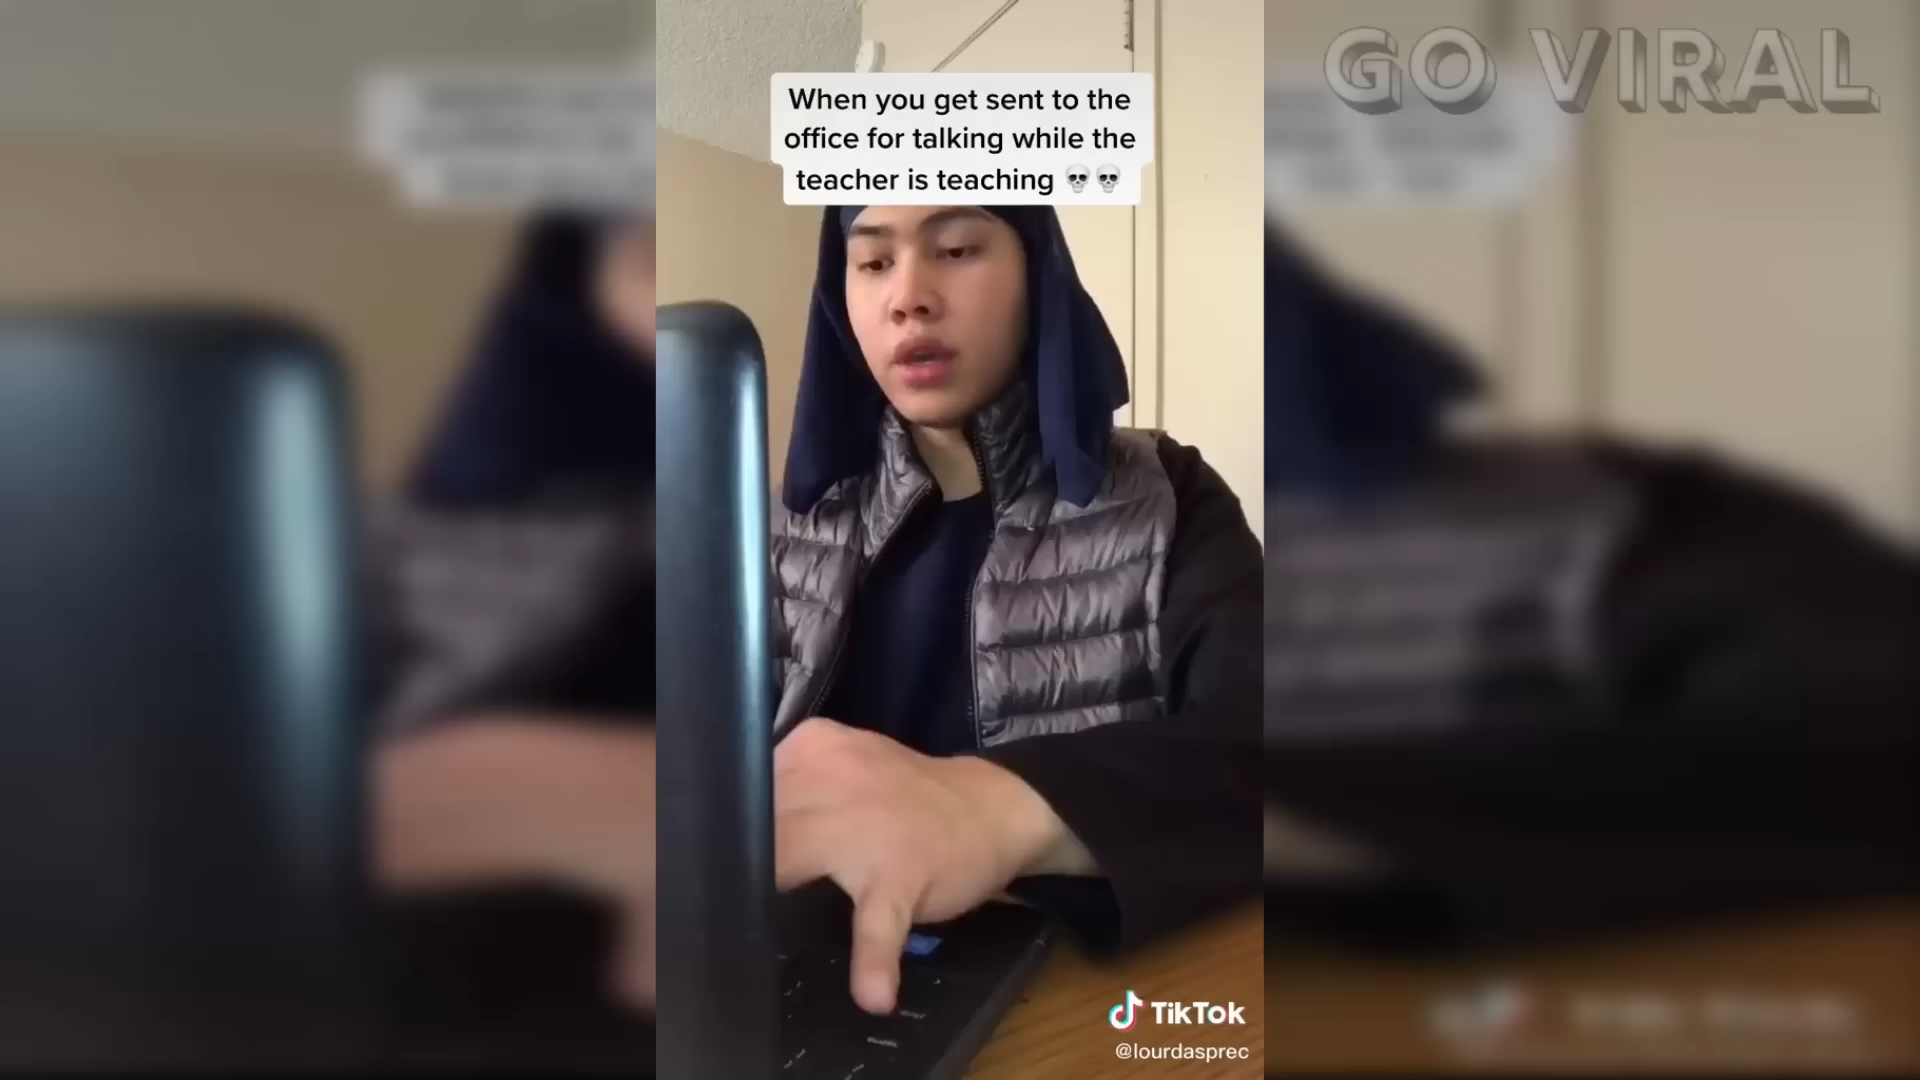 GO VIRAL
When you get sent to the
office for talking while the
teacher is teaching 💀💀
TikTok
@lourdasprec